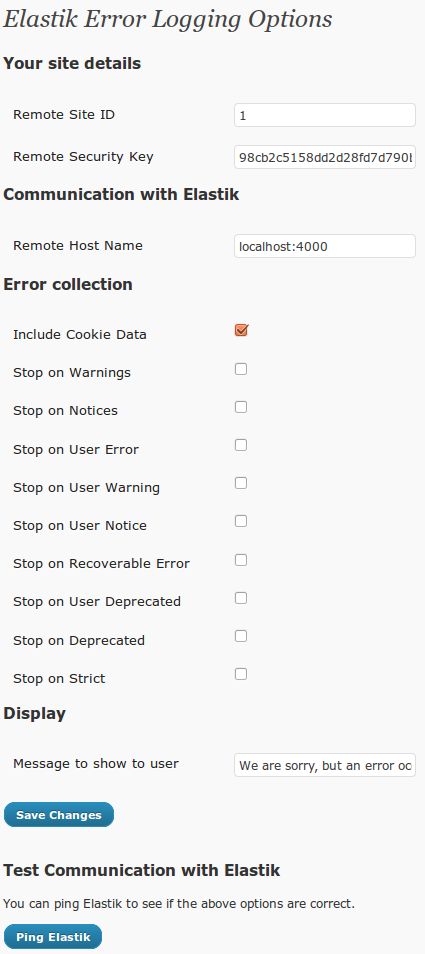 Elastik Error Logging Options
Your site details
Remote Site ID 1
Remote Security Key 98cb2c5158dd2d28fd7d790
Communication with Elastik
Remote Host Name localhost:4000
Error collection
Include Cookie Data
Stop on Warnings
Stop on Notices
Stop on User Error
Stop on User Warning
Stop on User Notice
Stop on Recoverable Error
Stop on User Deprecated
Stop on Deprecated
Stop on Strict
Display
Message to show to user We are sorry, but an error
Save Changes
Test Communication with Elastik
You can ping Elastik to see if the above options are correct.
Ping Elastik